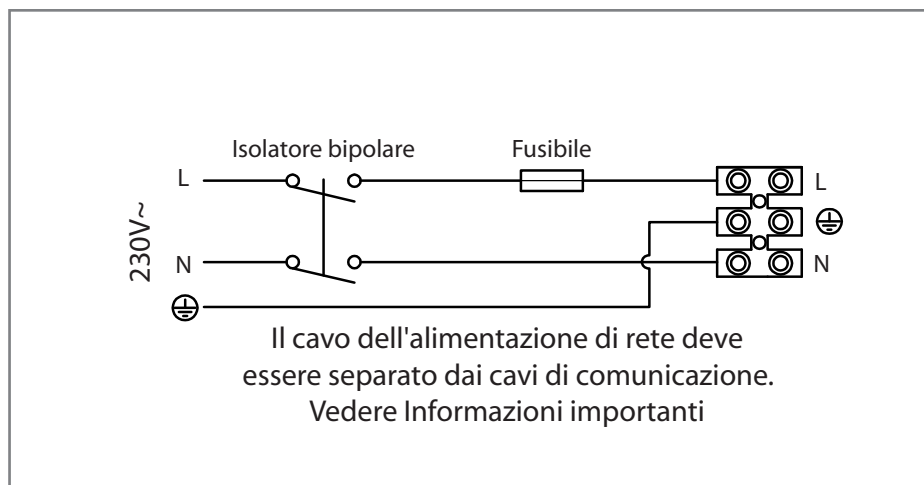 Isolatore bipolare
Fusibile
L
L
230V~
N
N
Il cavo dell'alimentazione di rete deve
essere separato dai cavi di comunicazione.
Vedere Informazioni importanti